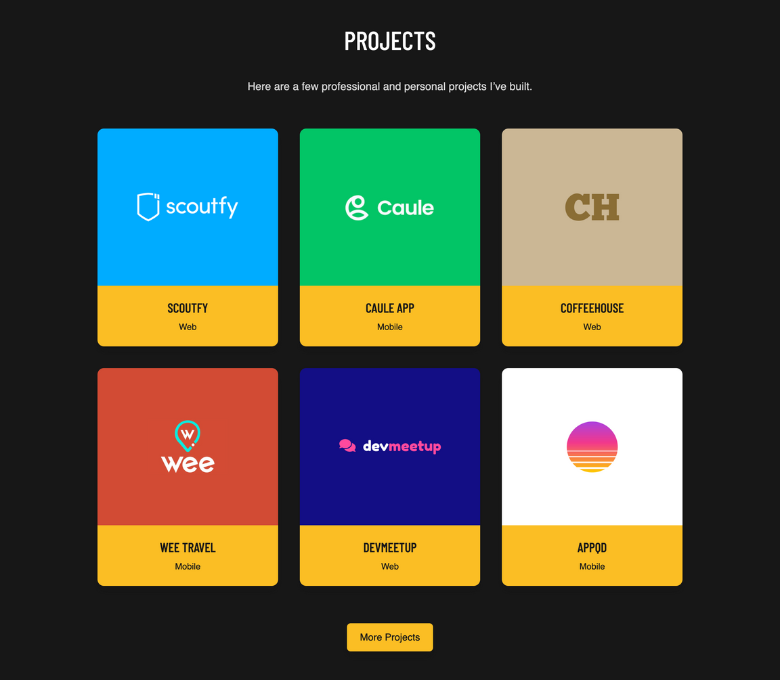 PROJECTS
Here are a few professional and personal projects I've built.
scoutfy
Caule
CH
SCOUTFY
Web
CAULE APP
Mobile
COFFEEHOUSE
Web
W
wee
devmeetup
WEE TRAVEL
Mobile
DEVMEETUP
Web
APPQD
Mobile
More Projects